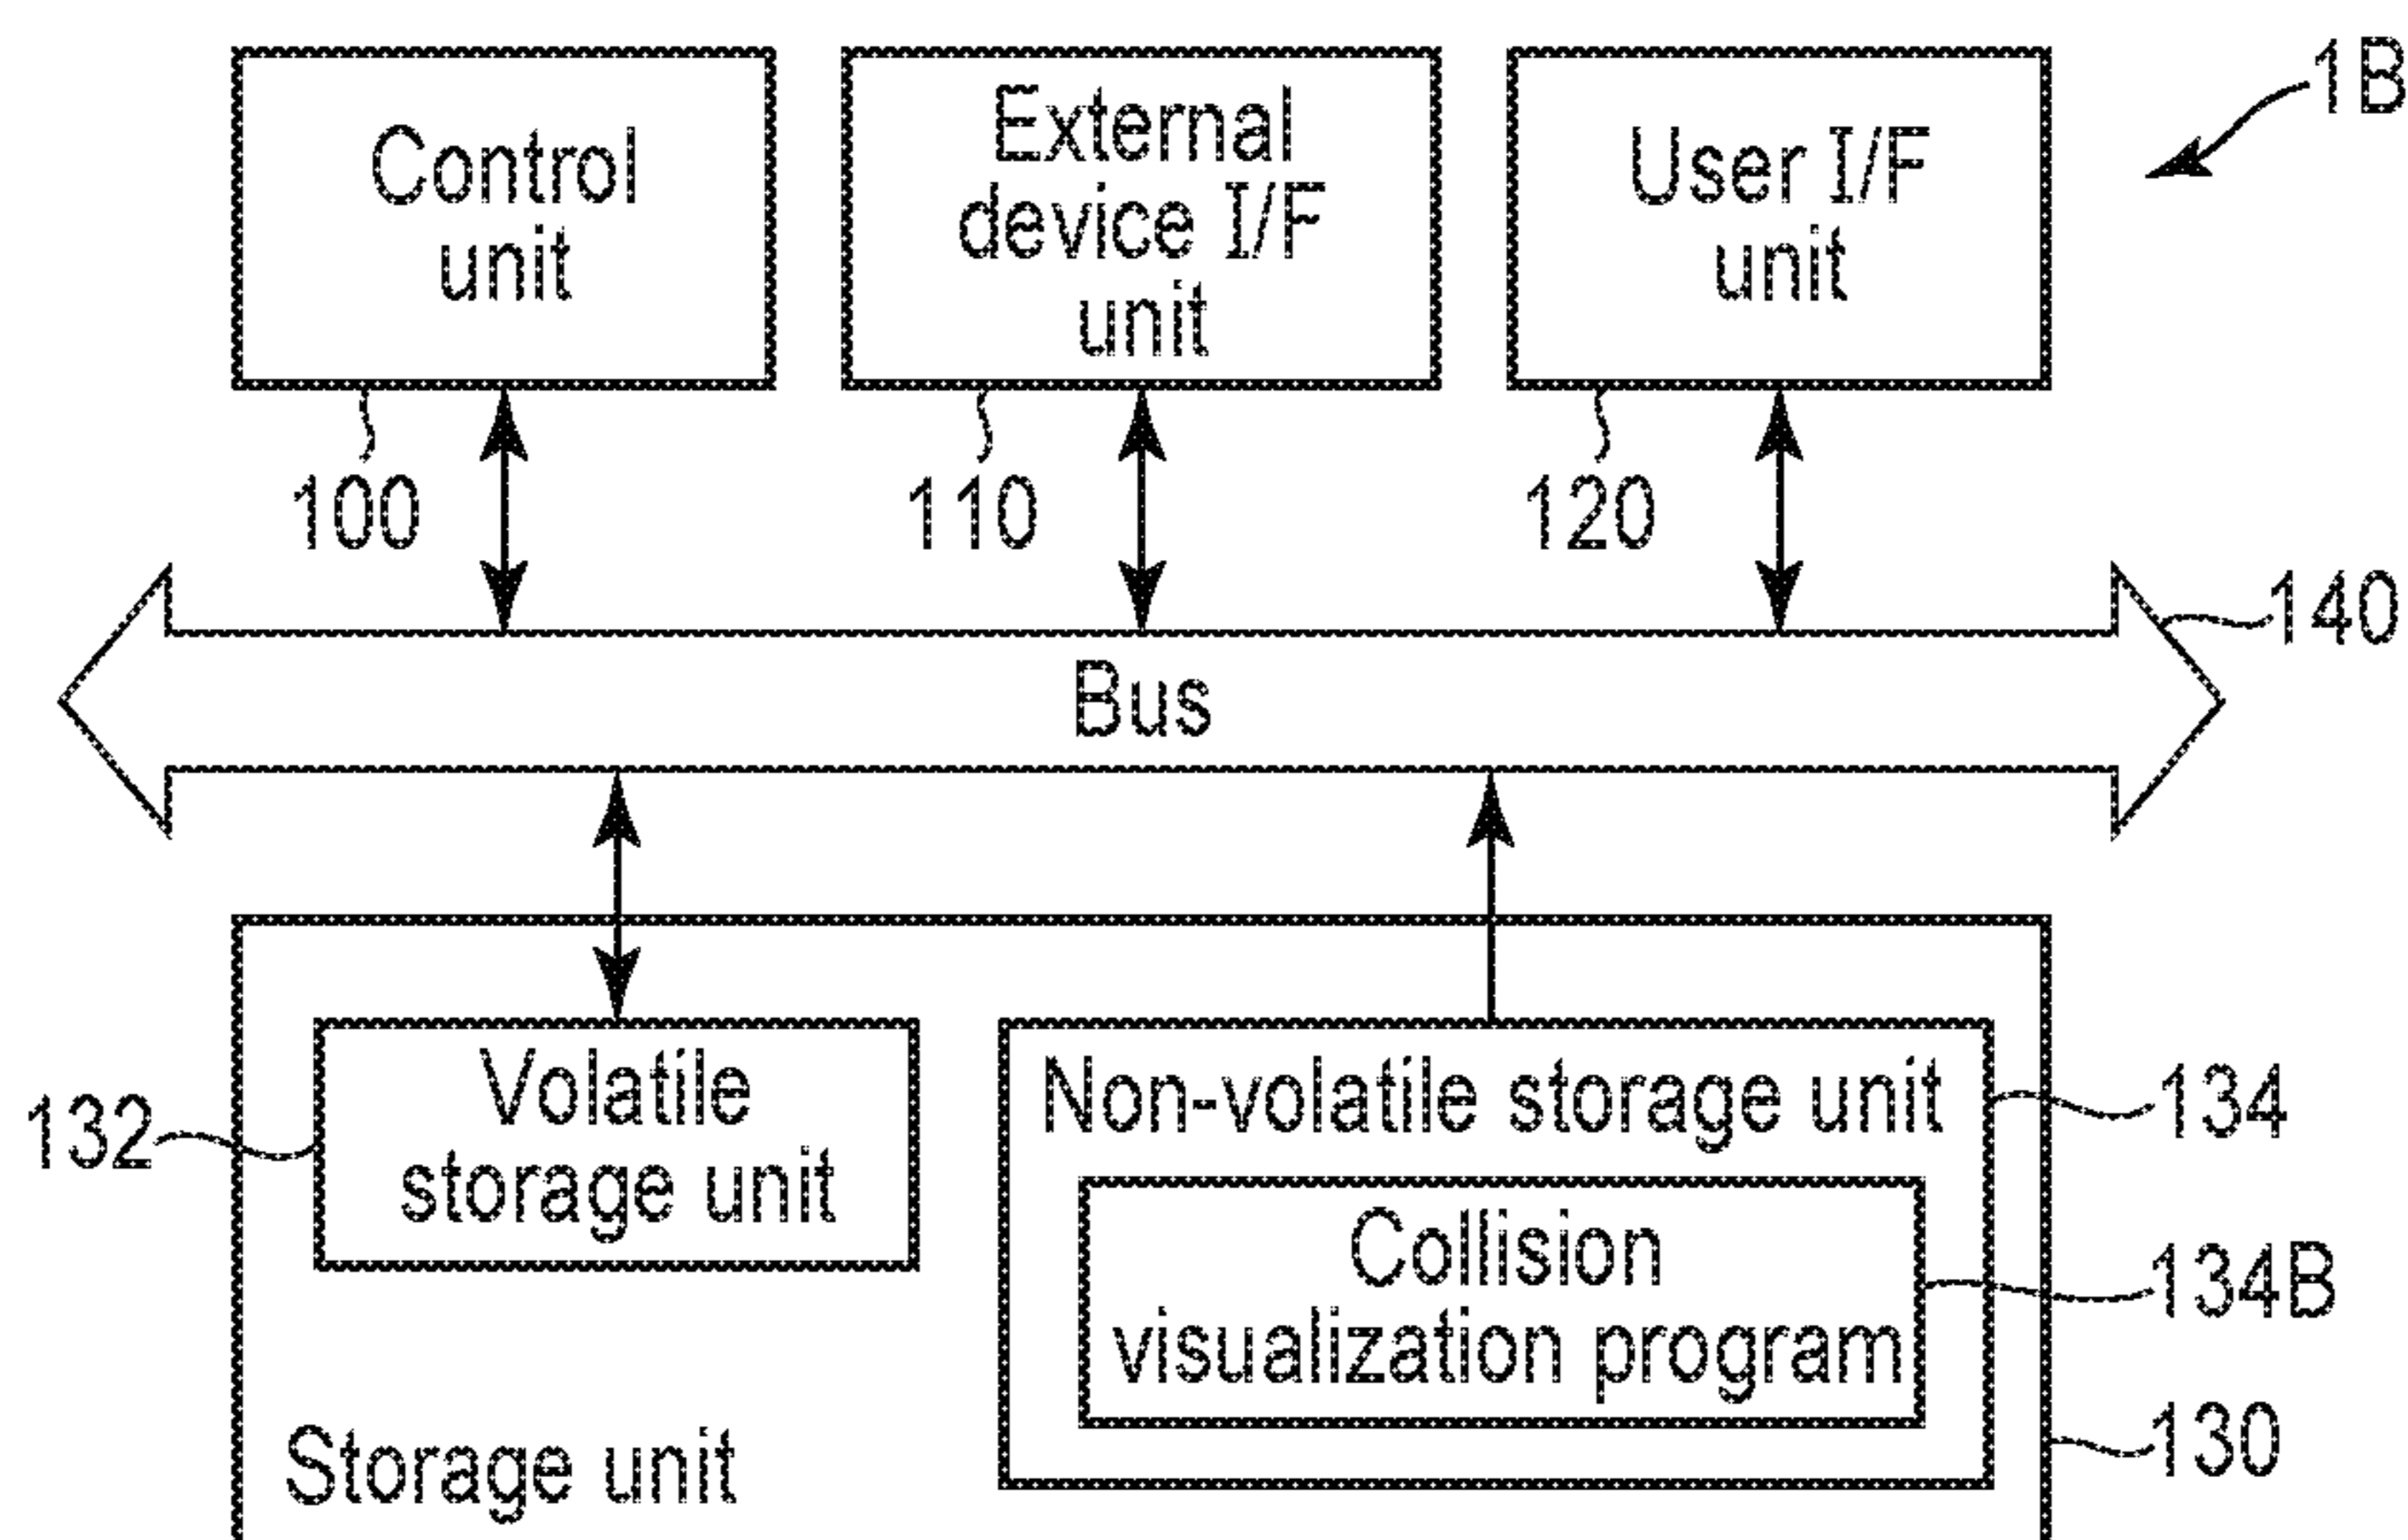 1B
Control
unit
External
device I/F
unit
User I/F
unit
100
110
120
140
Bus
132
Volatile
storage unit
Non-volatile storage unit
134
Collision
visualization program
134B
Storage unit
130